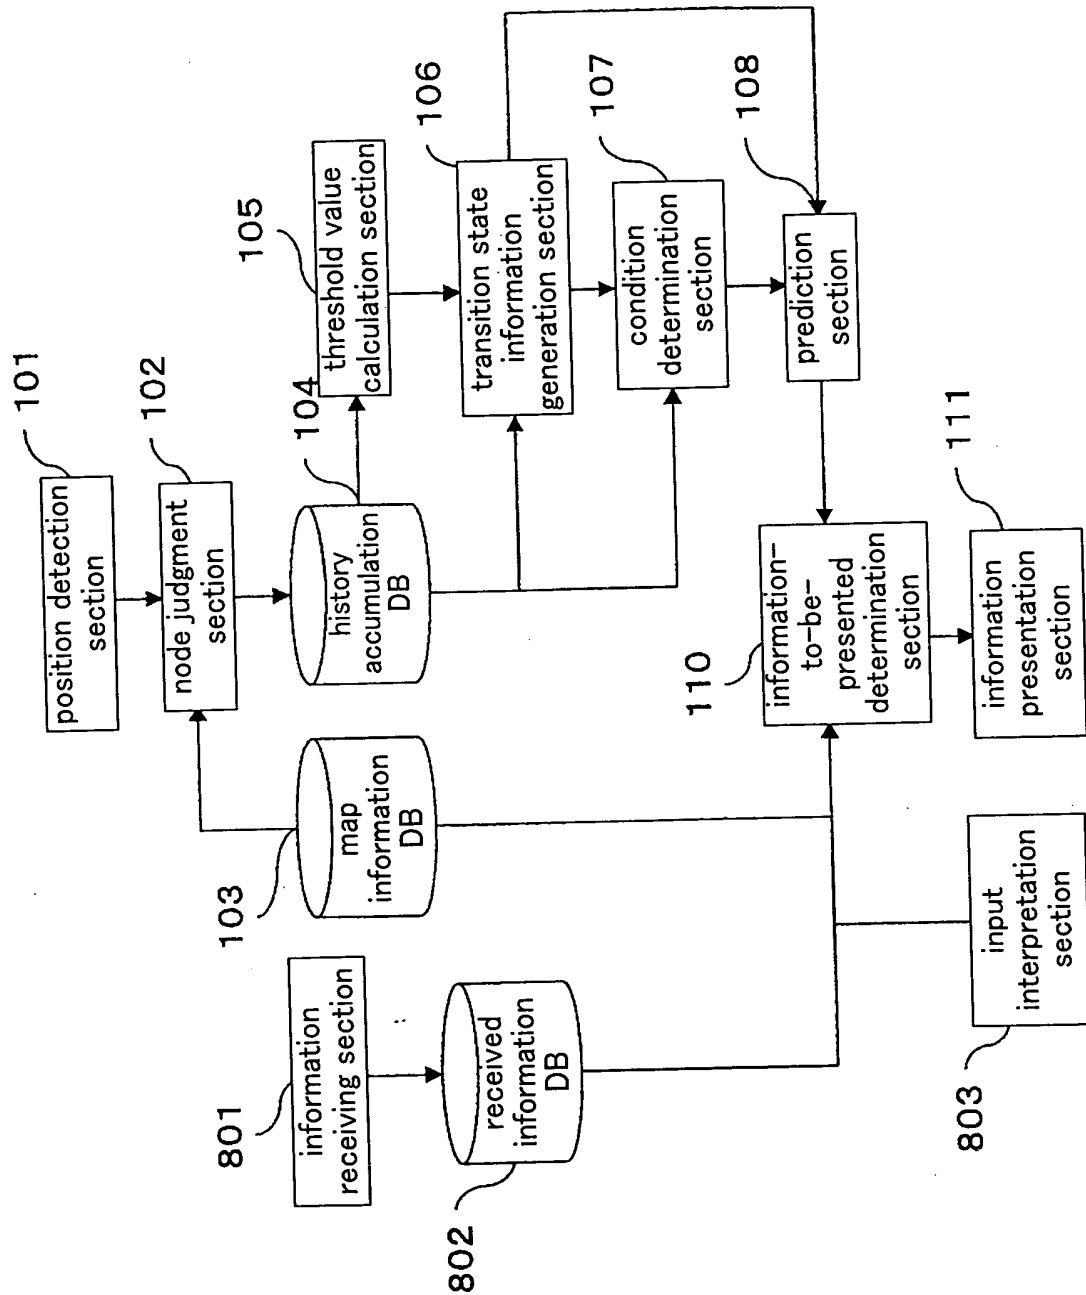 101
position detection
section
102
node judgment
section
103
map
information
DB
104
history
accumulation
DB
105
threshold value
calculation section
106
transition state
information
generation section
107
condition
determination
section
108
prediction
section
801
information
receiving section
802
received
information
DB
803
input
interpretation
section
110
information-
to-be-
presented
determination
section
111
information
presentation
section